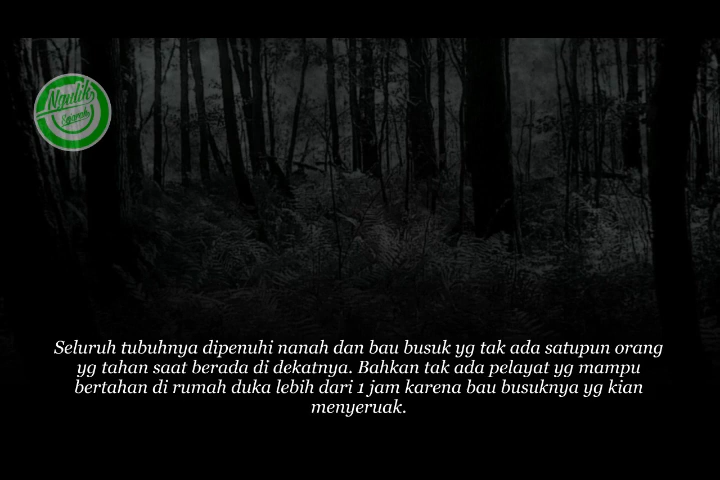 Ngulik
Sejarah
Seluruh tubuhnya dipenuhi nanah dan bau busuk yg tak ada satupun orang
yg tahan saat berada di dekatnya. Bahkan tak ada pelayat yg mampu
bertahan di rumah duka lebih dari 1 jam karena bau busuknya yg kian
menyeruak.